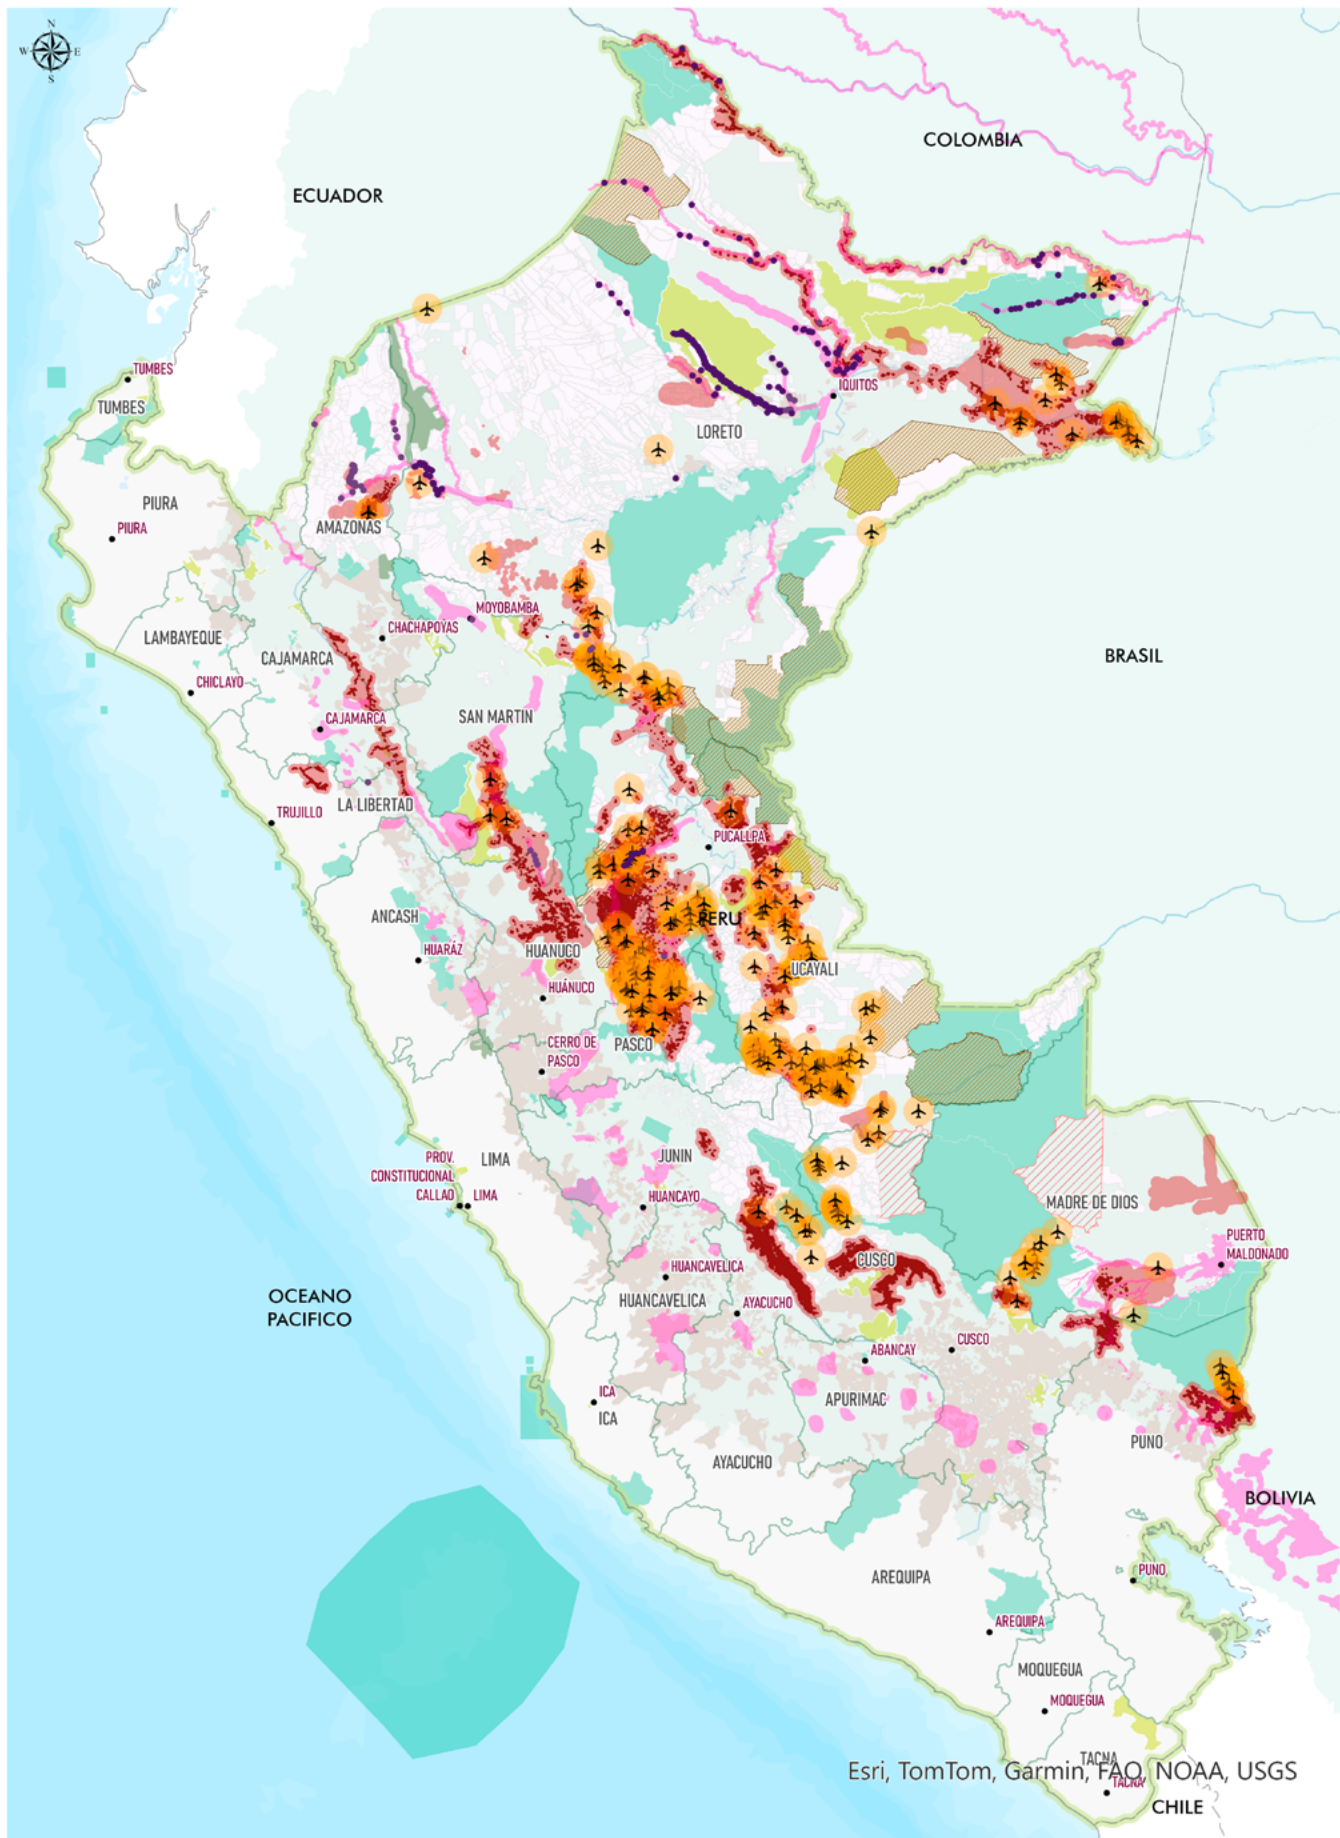 N
W
E
S
COLOMBIA
ECUADOR
TUMBES
TUMBES
IQUITOS
LORETO
PIURA
PIURA
AMAZONAS
MOYOBAMBA
CHACHAPOYAS
LAMBAYEQUE
CAJAMARCA
BRASIL
CHICLAYO
CAJAMARCA
SAN MARTIN
LA LIBERTAD
TRUJILLO
PUCALLPA
ANCASH
PERU
HUARÁZ
HUANUCO
UCAYALI
HUÁNUCO
CERRO DE
PASCO
PASCO
LIMA
PROV.
CONSTITUCIONAL
CALLAO
LIMA
JUNIN
HUANCAYO
MADRE DE DIOS
PUERTO
MALDONADO
HUANCAVELICA
CUSCO
HUANCAVELICA
AYACUCHO
OCEANO
PACIFICO
CUSCO
ABANCAY
ICA
ICA
APURIMAC
AYACUCHO
PUNO
BOLIVIA
AREQUIPA
PUNO
AREQUIPA
MOQUEGUA
MOQUEGUA
TACNA
Esri, TomTom, Garmin, FAO, NOAA, USGS
TACNA
CHILE